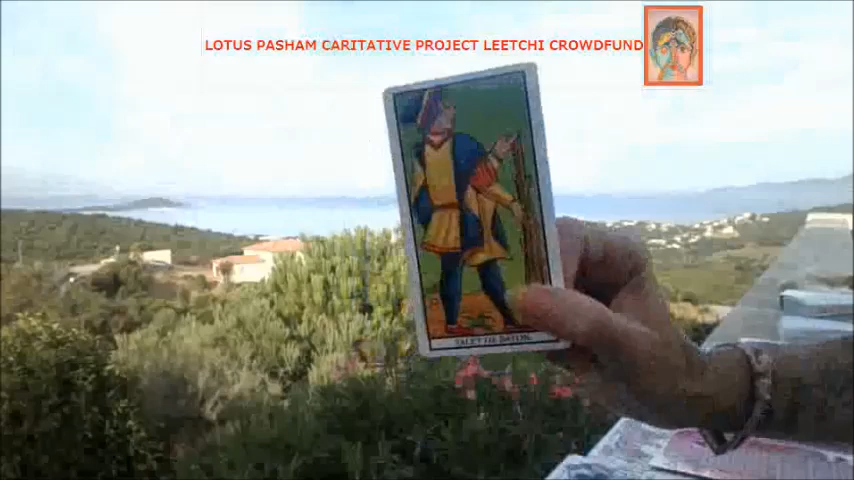 LOTUS PASHAM CARITATIVE PROJECT LEETCHI CROWDFUND
VALET DE BATON